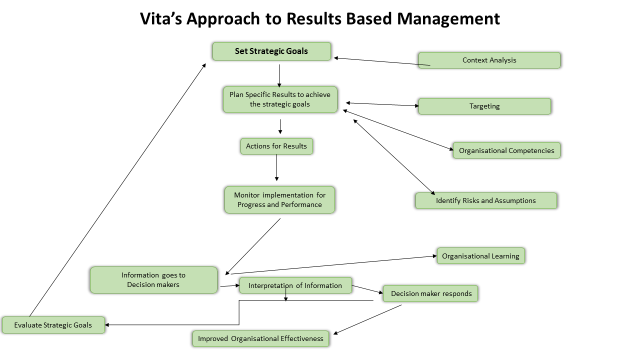 Vita's Approach to Results Based Management
Set Strategic Goals
Context Analysis
Plan Specific Results to achieve
the strategic goals
Targeting
Actions for Results
Organisational Competencies
Monitor implementation for
Progress and Performance
Identify Risks and Assumptions
Organisational Learning
Information goes to
Decision makers
Interpretation of Information
Decision maker responds
Evaluate Strategic Goals
Improved Organisational Effectiveness